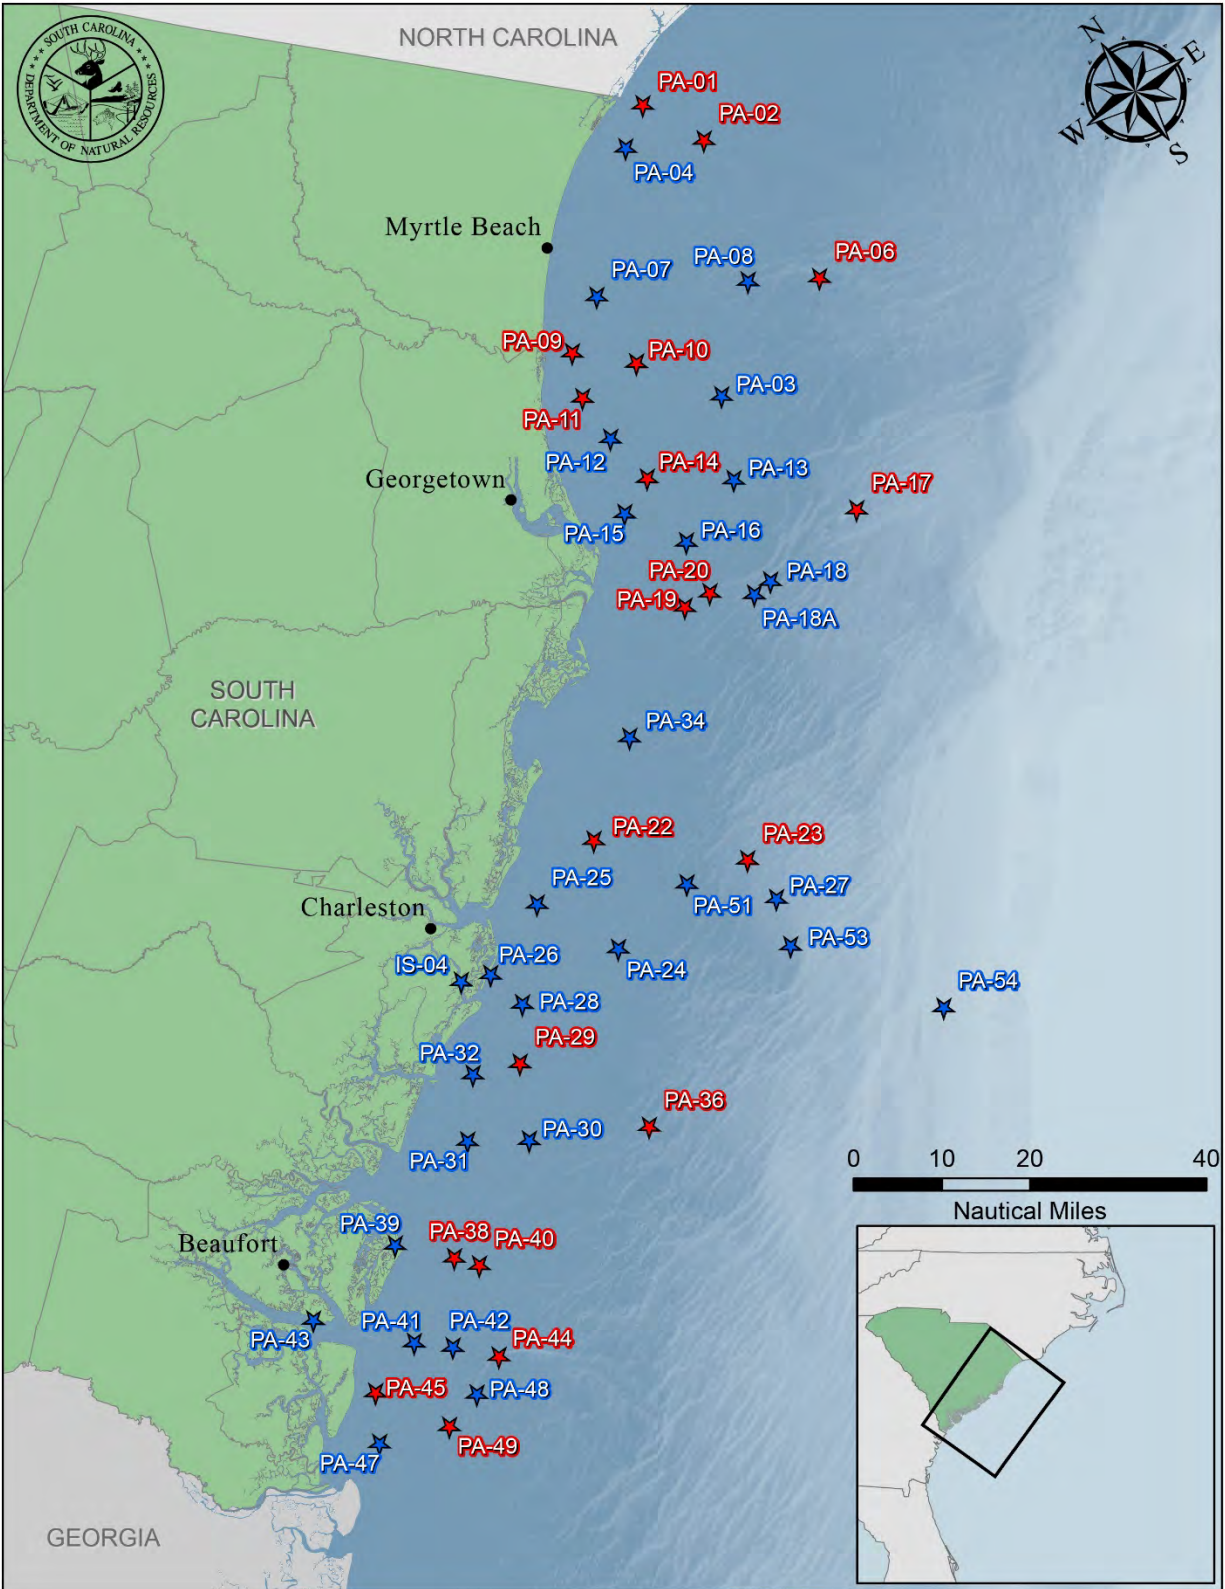 NORTH CAROLINA
SOUTH CAROLINA
DEPARTMENT OF NATURAL RESOURCES
N
E
W
S
PA-01
PA-02
PA-04
Myrtle Beach
PA-06
PA-08
PA-07
PA-09
PA-10
PA-03
PA-11
PA-12
PA-14
PA-13
Georgetown
PA-17
PA-15
PA-16
PA-20
PA-18
PA-19
PA-18A
SOUTH
CAROLINA
PA-34
PA-22
PA-23
PA-25
PA-27
PA-51
Charleston
PA-53
PA-26
IS-04
PA-24
PA-54
PA-28
PA-29
PA-32
PA-36
PA-30
PA-31
0 10 20 40
Nautical Miles
PA-39
PA-38
PA-40
Beaufort
PA-41
PA-42
PA-43
PA-44
PA-45
PA-48
PA-49
PA-47
GEORGIA